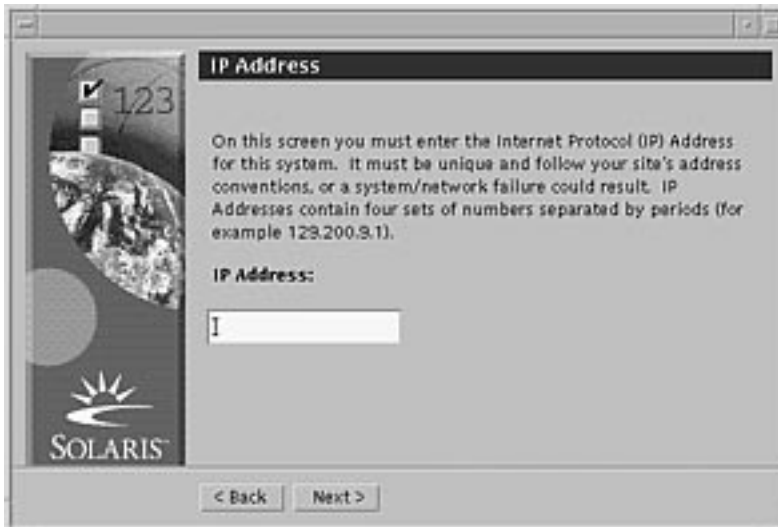 IP Address
123
On this screen you must enter the Internet Protocol (IP) Address
for this system. It must be unique and follow your site's address
conventions, or a system/network failure could result. IP
Addresses contain four sets of numbers separated by periods (for
example 129.200.9.1).
IP Address:
SOLARIS™
< Back
Next >